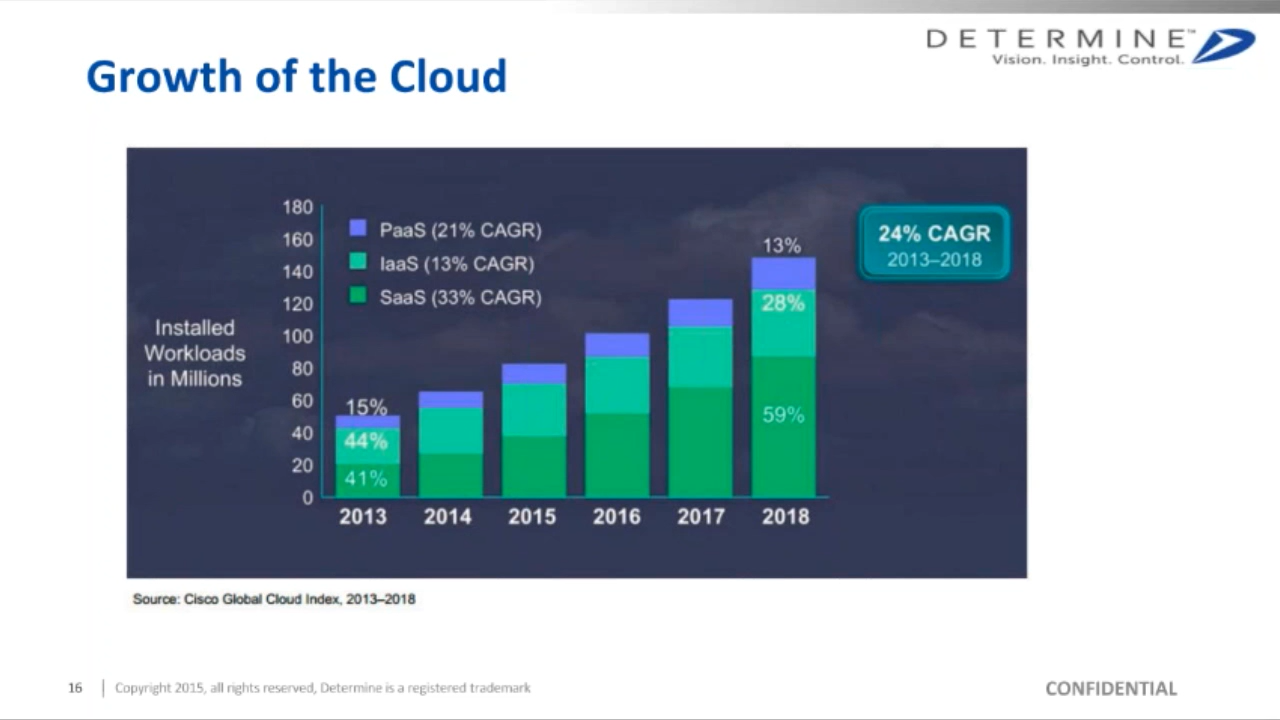 DETERMINE™
Vision. Insight. Control.
Growth of the Cloud
180
160
140
120
100
80
60
40
20
0
Installed
Workloads
in Millions
PaaS (21% CAGR)
IaaS (13% CAGR)
SaaS (33% CAGR)
15%
44%
41%
13%
28%
59%
24% CAGR
2013–2018
2013 2014 2015 2016 2017 2018
Source: Cisco Global Cloud Index, 2013–2018
16 | Copyright 2015, all rights reserved, Determine is a registered trademark
CONFIDENTIAL